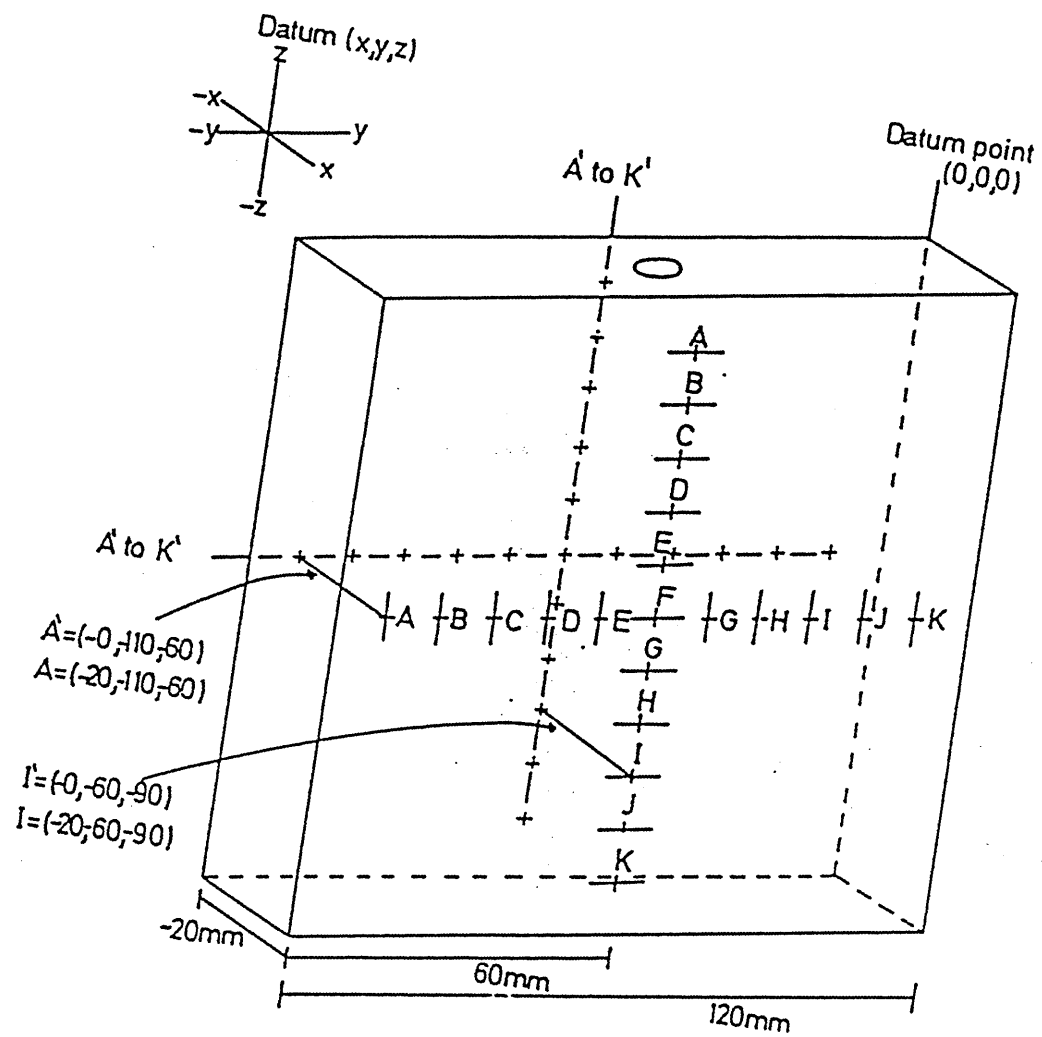 Datum (x,y,z)
z
-x
-y
y
x
-z
Datum point
(0,0,0)
A' to K'
A
B
C
D
E
F
G
H
I
J
K
A' to K'
A B C D E G H I J K
A'=(-0,-110,-60)
A=(-20,-110,-60)
I'=(-0,-60,-90)
I=(-20,-60,-90)
-20mm
60mm
120mm